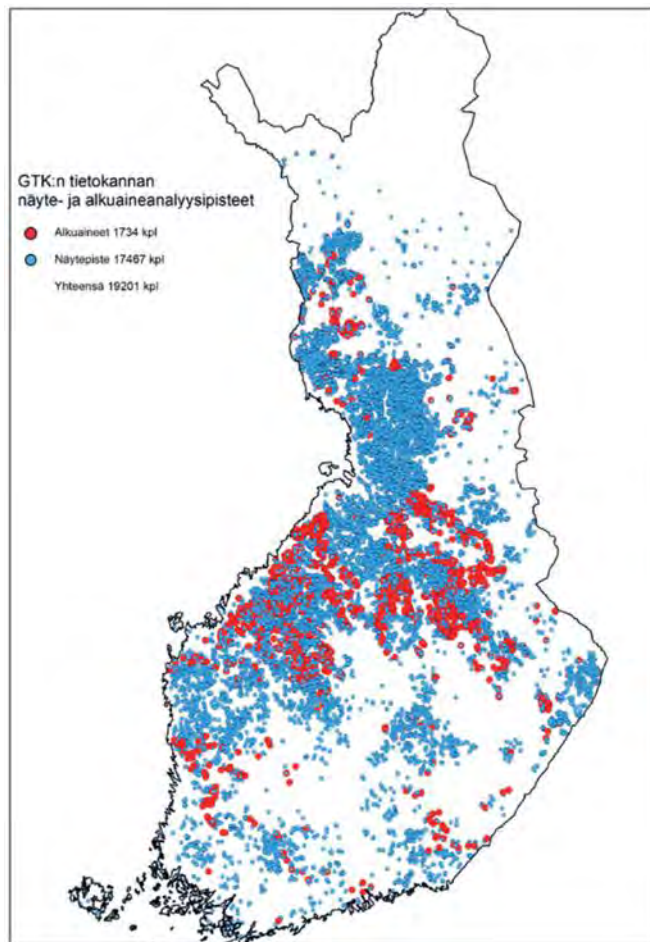 GTK:n tietokannan
näyte- ja alkuaineanalyysipisteet
Alkuaineet 1734 kpl
Näytepiste 17467 kpl
Yhteensä 19201 kpl